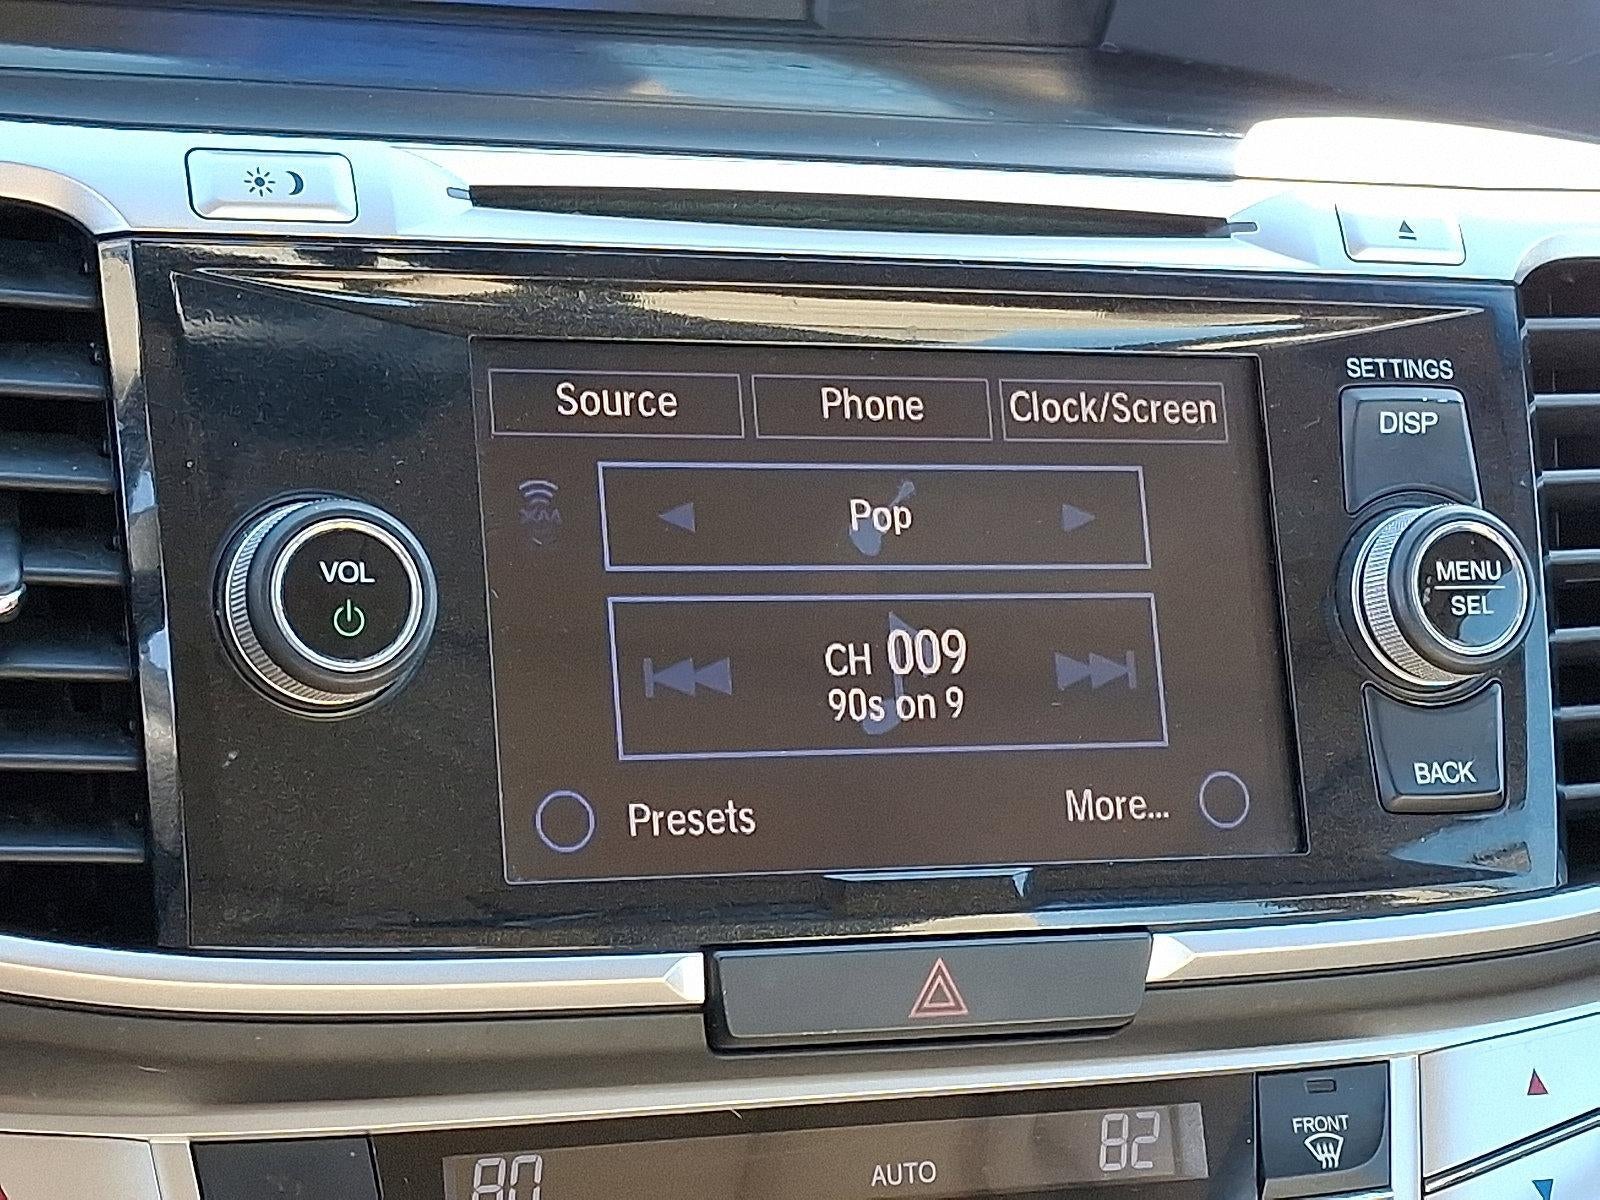 SETTINGS
DISP
Source Phone Clock/Screen
XM
Pop
VOL
MENU
SEL
CH 009
90s on 9
BACK
Presets More...
FRONT
80 AUTO 82